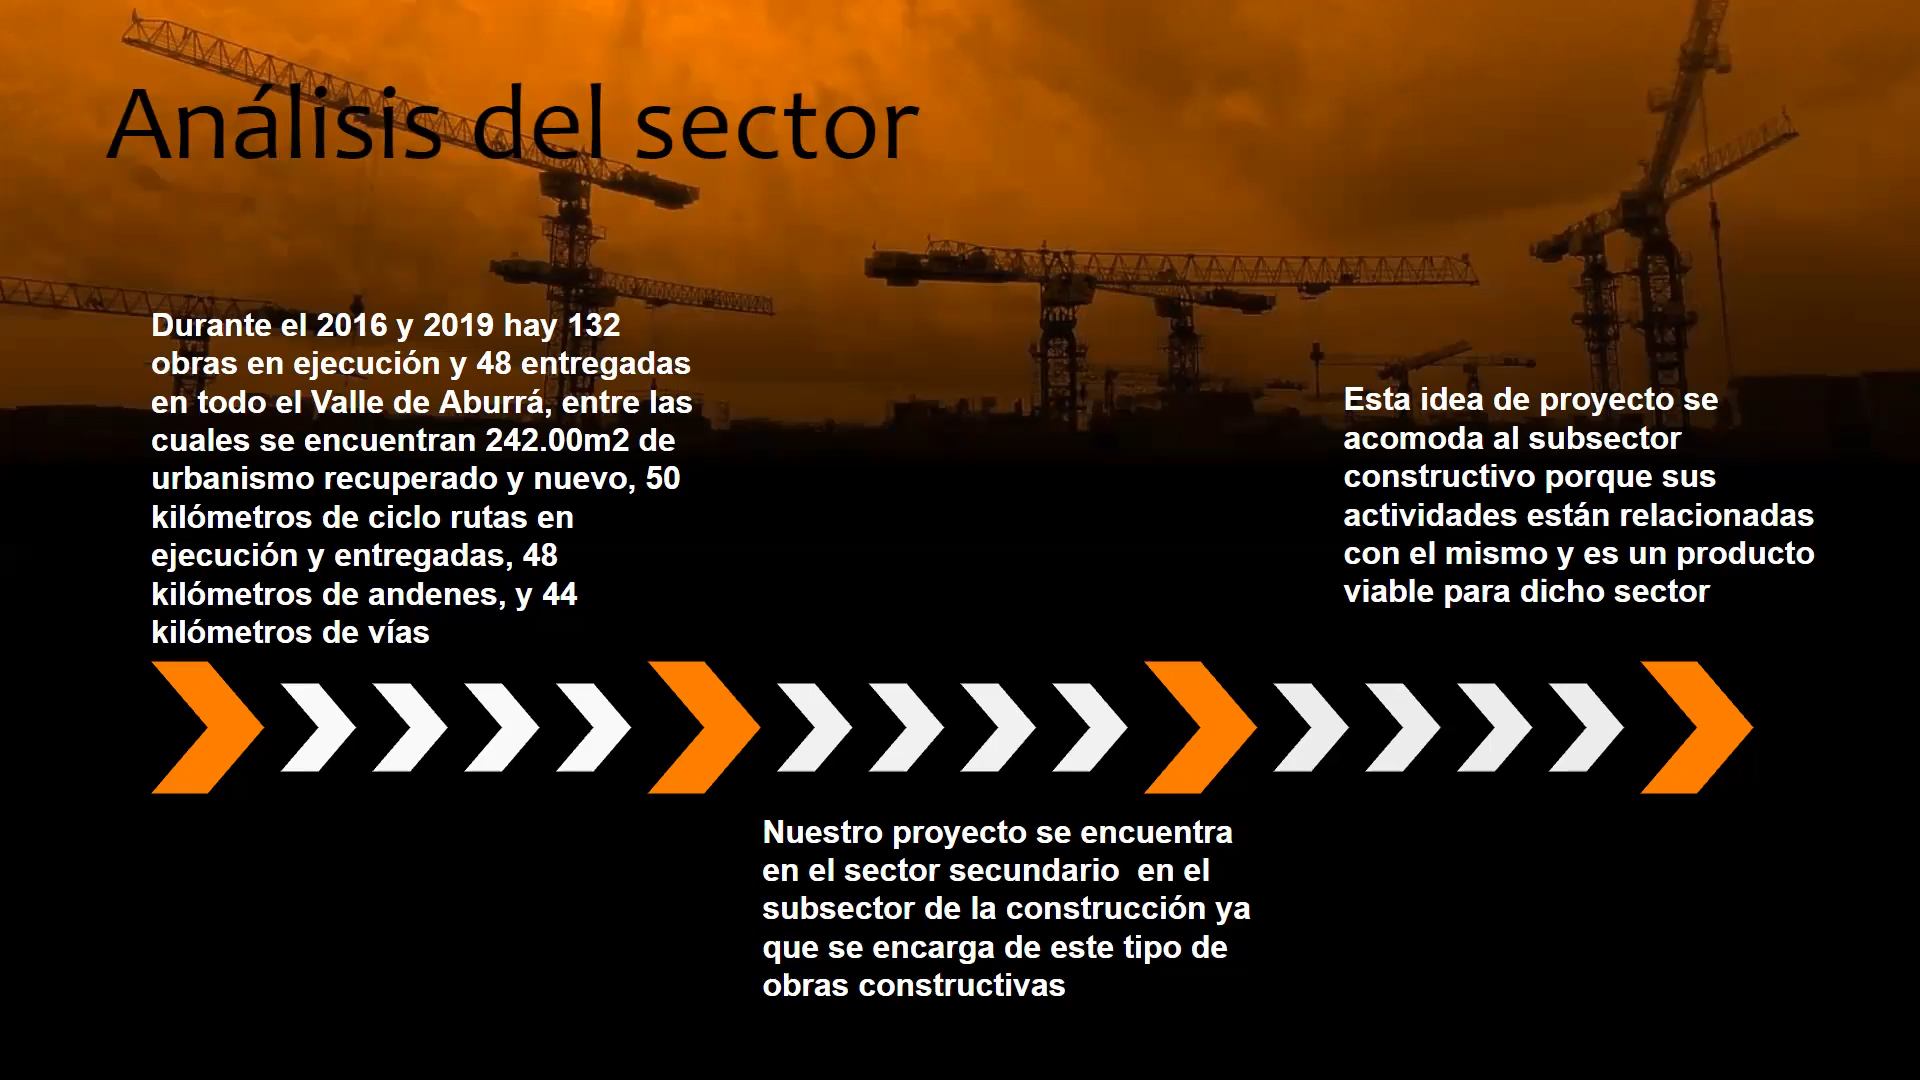 Análisis del sector
Durante el 2016 y 2019 hay 132
obras en ejecución y 48 entregadas
en todo el Valle de Aburrá, entre las
cuales se encuentran 242.00m2 de
urbanismo recuperado y nuevo, 50
kilómetros de ciclo rutas en
ejecución y entregadas, 48
kilómetros de andenes, y 44
kilómetros de vías
Nuestro proyecto se encuentra
en el sector secundario  en el
subsector de la construcción ya
que se encarga de este tipo de
obras constructivas
Esta idea de proyecto se
acomoda al subsector
constructivo porque sus
actividades están relacionadas
con el mismo y es un producto
viable para dicho sector